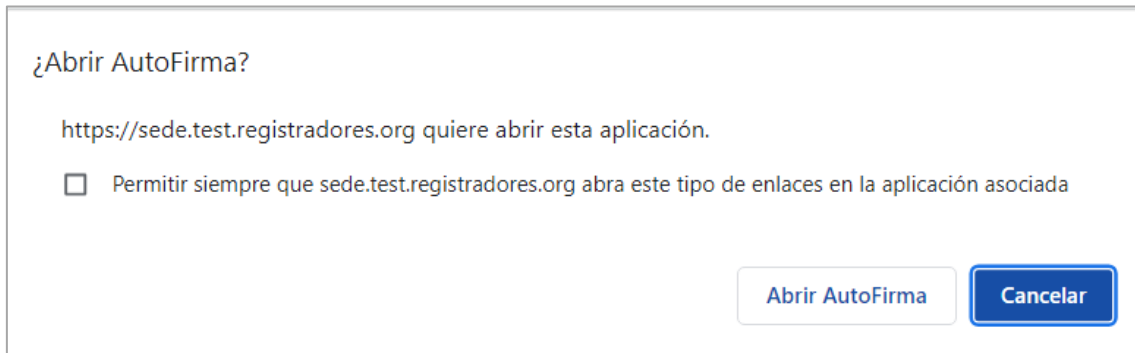 ¿Abrir AutoFirma?
https://sede.test.registradores.org quiere abrir esta aplicación.
Permitir siempre que sede.test.registradores.org abra este tipo de enlaces en la aplicación asociada
Abrir AutoFirma
Cancelar